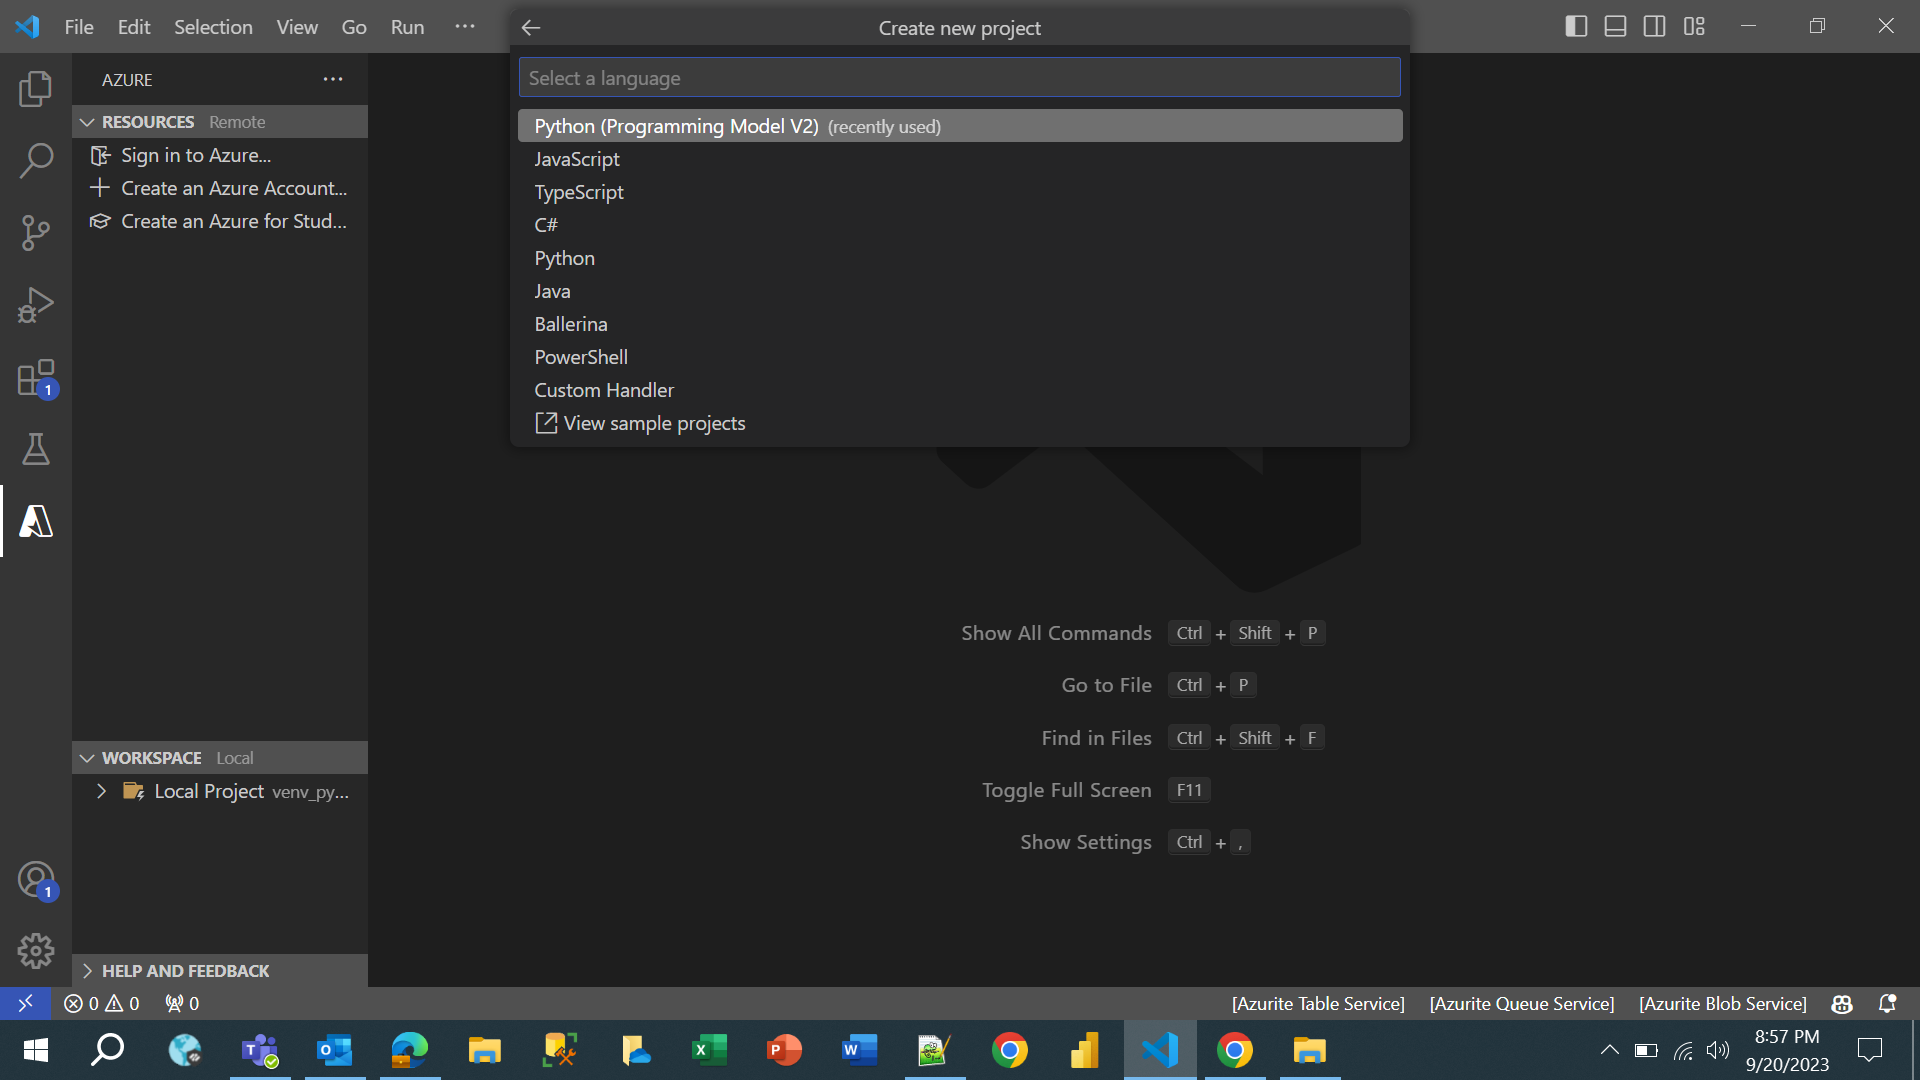 File Edit Selection View Go Run ···
Create new project
Select a language
Python (Programming Model V2) (recently used)
JavaScript
TypeScript
C#
Python
Java
Ballerina
PowerShell
Custom Handler
View sample projects
AZURE ···
RESOURCES Remote
Sign in to Azure...
Create an Azure Account...
Create an Azure for Stud...
1
Show All Commands Ctrl + Shift + P
Go to File Ctrl + P
Find in Files Ctrl + Shift + F
Toggle Full Screen F11
Show Settings Ctrl + ,
WORKSPACE Local
Local Project venv_py...
1
HELP AND FEEDBACK
0 0 0
[Azurite Table Service] [Azurite Queue Service] [Azurite Blob Service]
8:57 PM
9/20/2023